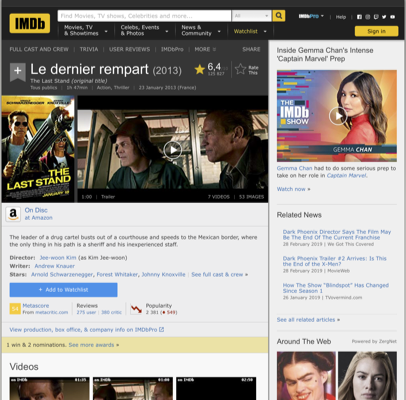 IMDb
Find Movies, TV shows, Celebrities and more...
All
Movies, TV
& Showtimes
Celebs, Events
& Photos
News &
Community
Watchlist
IMDbPro
Help
Sign in
FULL CAST AND CREW | TRIVIA | USER REVIEWS | IMDbPro | MORE
SHARE
Le dernier rempart (2013)
The Last Stand (original title)
Tous publics | 1h 47min | Action, Thriller | 23 January 2013 (France)
6,4
Rate
This
SCHWARZENEGGER
THE LAST STAND
1:00 | Trailer
7 VIDEOS | 53 IMAGES
On Disc
at Amazon
The leader of a drug cartel busts out of a courthouse and speeds to the Mexican border, where
the only thing in his path is a sheriff and his inexperienced staff.
Director: Jee-woon Kim (as Kim Jee-Woon)
Writer: Andrew Knauer
Stars: Arnold Schwarzenegger, Forest Whitaker, Johnny Knoxville | See full cast & crew »
+ Add to Watchlist
Metascore
From metacritic.com
Reviews
275 user | 380 critic
Popularity
2 381 ( 549)
View production, box office, & company info on IMDbPro
1 win & 2 nominations. See more awards »
Videos
Inside Gemma Chan's Intense
'Captain Marvel' Prep
THE
IMDb
SHOW
GEMMA CHAN
Gemma Chan had to do some serious prep to
take on her role in Captain Marvel.
Watch now »
Related News
Dark Phoenix Director Says The Film May
Be The End Of The Current Franchise
28 February 2019 | We Got This Covered
Dark Phoenix Trailer #2 Arrives: Is This
the End of the X-Men?
28 February 2019 | MovieWeb
How The Show "Blindspot" Has Changed
Since Season 1
26 January 2019 | TVovermind.com
See all related articles »
Around The Web
Powered by ZergNet